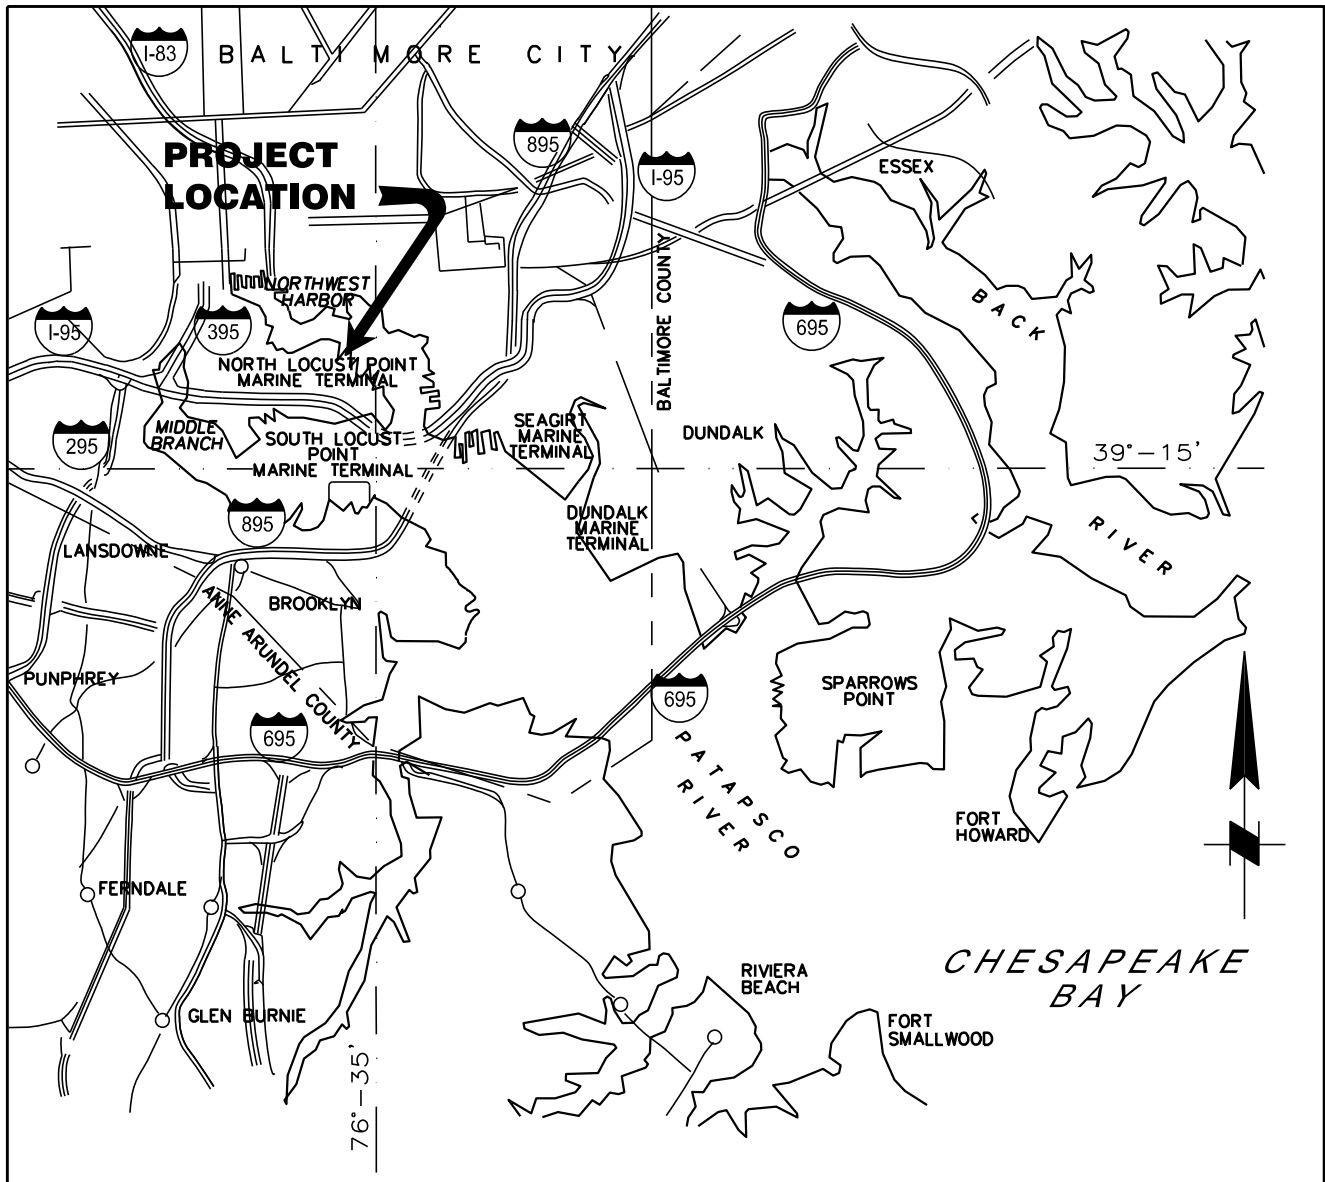 I-83
BALTIMORE CITY
895
PROJECT
LOCATION
I-95
ESSEX
NORTHWEST
HARBOR
BALTIMORE COUNTY
BACK
I-95
395
695
NORTH LOCUST POINT
MARINE TERMINAL
MIDDLE
BRANCH
295
SOUTH LOCUST
POINT
MARINE TERMINAL
SEAGIRT
MARINE
TERMINAL
DUNDALK
39°-15'
895
DUNDALK
MARINE
TERMINAL
RIVER
LANSDOWNE
BROOKLYN
ANNE ARUNDEL COUNTY
PUNPHREY
695
695
SPARROWS
POINT
PATAPSCO
RIVER
FORT
HOWARD
FERNDALE
CHESAPEAKE
BAY
RIVIERA
BEACH
GLEN BURNIE
FORT
SMALLWOOD
76°-35'